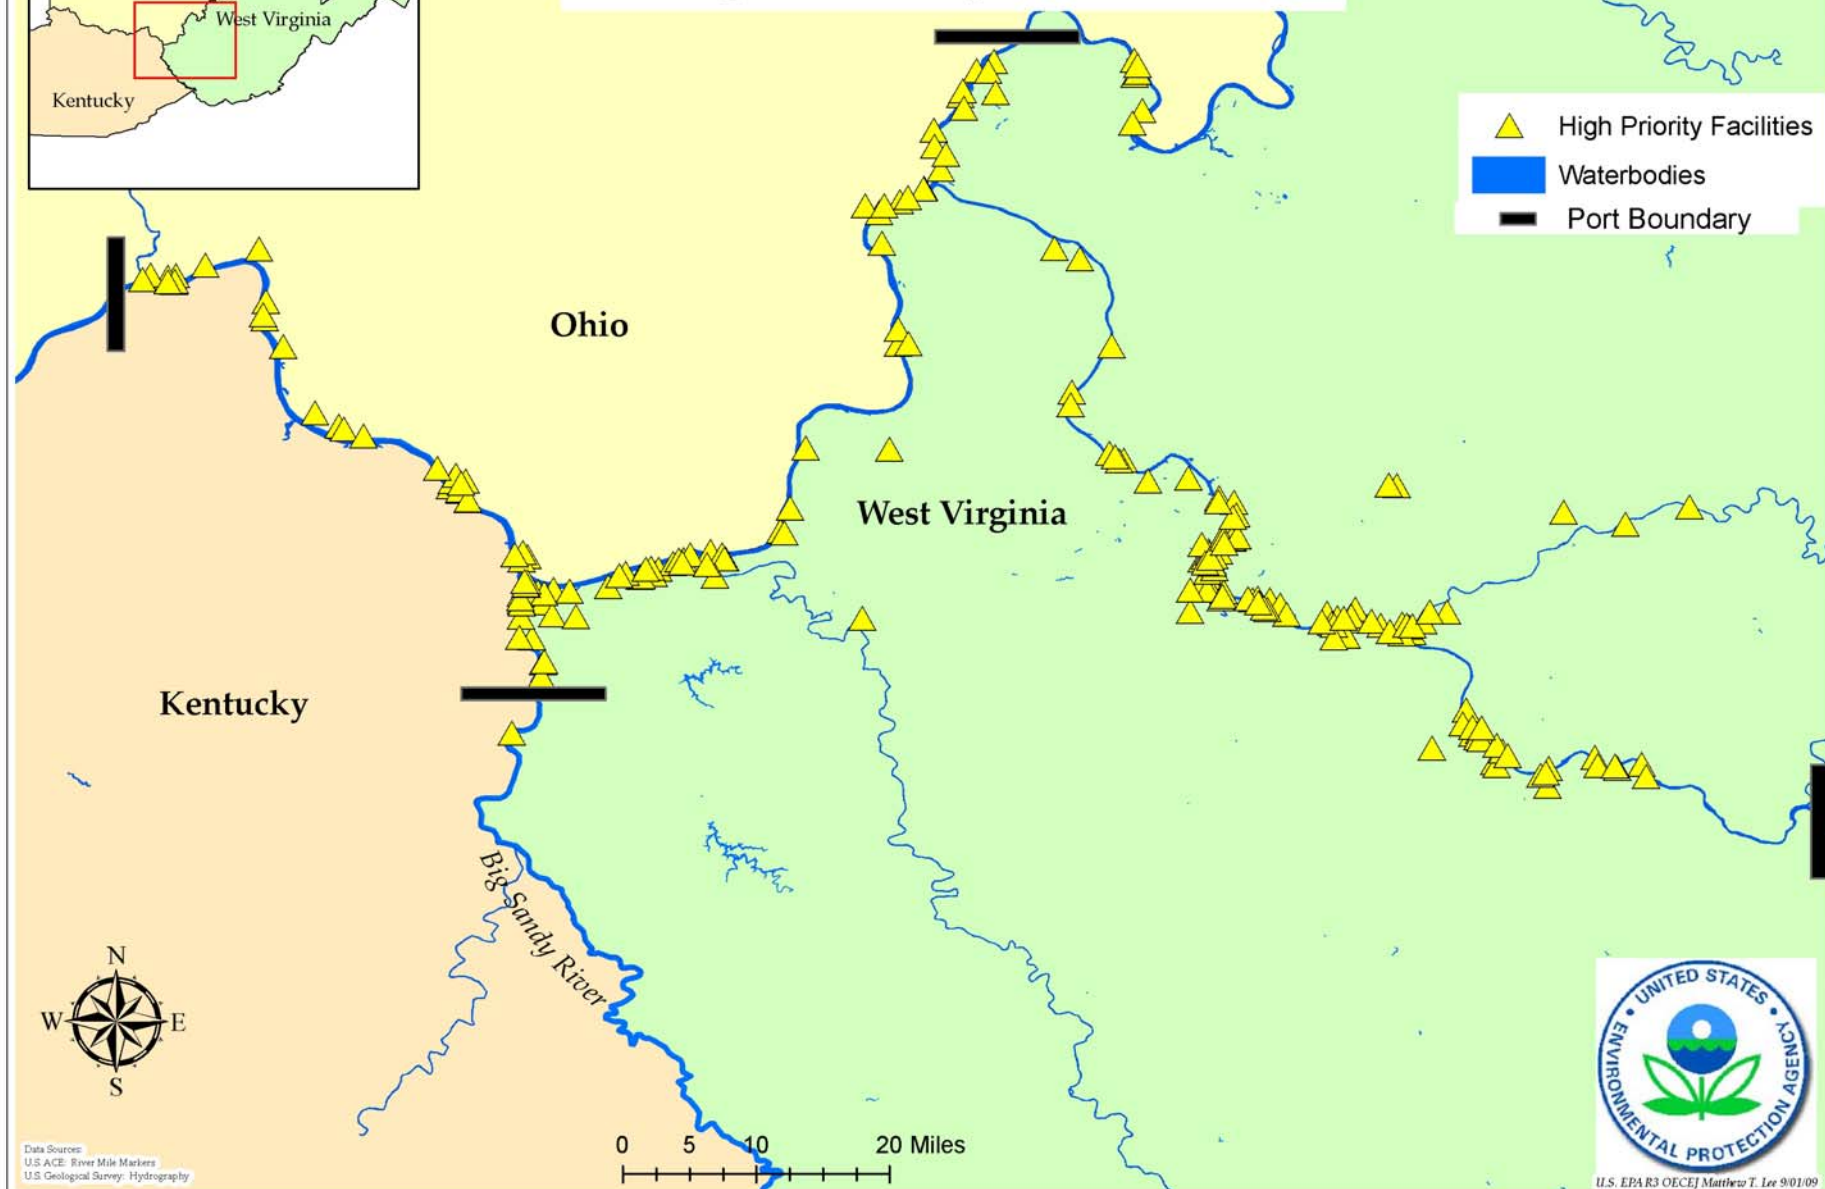 West Virginia
Kentucky
High Priority Facilities
Waterbodies
Port Boundary
Ohio
West Virginia
Kentucky
Big Sandy River
N
W E
S
0 5 10 20 Miles
Data Sources:
U.S. ACE: River Mile Markers
U.S. Geological Survey: Hydrography
UNITED STATES
ENVIRONMENTAL PROTECTION AGENCY
U.S. EPA R3 OECEJ Matthew T. Lee 9/01/09